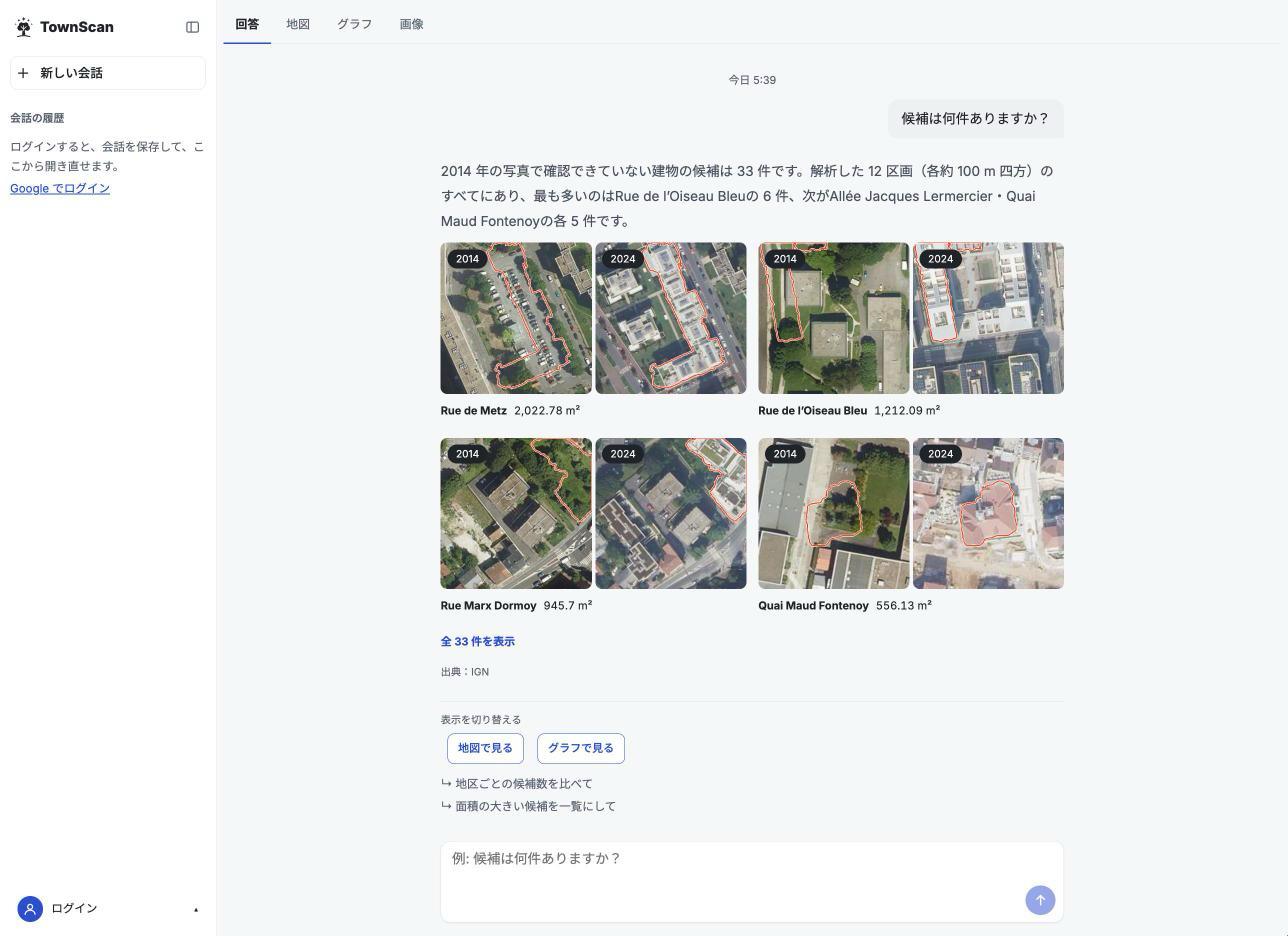 TownScan
新しい会話
会話の履歴
ログインすると、会話を保存して、こ
こから開き直せます。
Google でログイン
ログイン
回答 地図 グラフ 画像
今日 5:39
候補は何件ありますか？
2014 年の写真で確認できていない建物の候補は 33 件です。解析した 12 区画（各約 100 m 四方）の
すべてにあり、最も多いのはRue de l’Oiseau Bleuの 6 件、次がAllée Jacques Lermercier・Quai
Maud Fontenoyの各 5 件です。
2014 2024 2014 2024
Rue de Metz 2,022.78 m² Rue de l’Oiseau Bleu 1,212.09 m²
2014 2024 2014 2024
Rue Marx Dormoy 945.7 m² Quai Maud Fontenoy 556.13 m²
全 33 件を表示
出典：IGN
表示を切り替える
地図で見る グラフで見る
↳ 地区ごとの候補数を比べて
↳ 面積の大きい候補を一覧にして
例: 候補は何件ありますか？